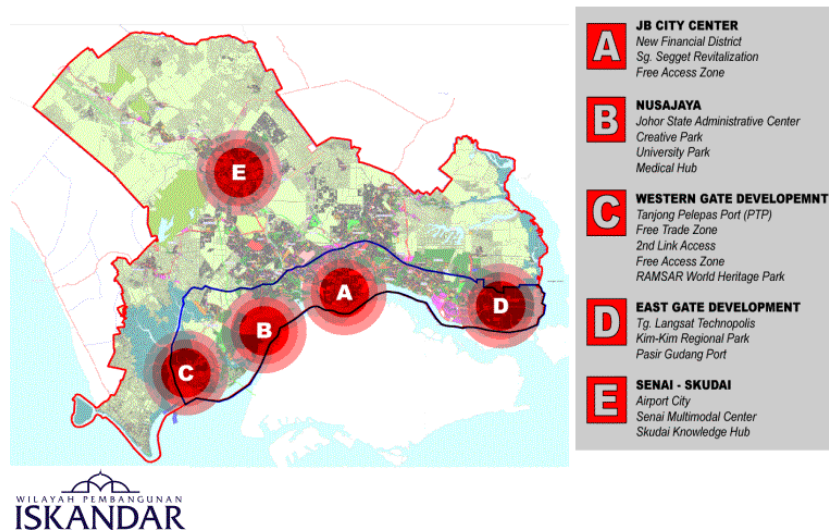 A
JB CITY CENTER
New Financial District
Sg. Segget Revitalization
Free Access Zone
B
NUSAJAYA
Johor State Administrative Center
Creative Park
University Park
Medical Hub
C
WESTERN GATE DEVELOPEMNT
Tanjong Pelepas Port (PTP)
Free Trade Zone
2nd Link Access
Free Access Zone
RAMSAR World Heritage Park
D
EAST GATE DEVELOPMENT
Tg. Langsat Technopolis
Kim-Kim Regional Park
Pasir Gudang Port
E
SENAI - SKUDAI
Airport City
Senai Multimodal Center
Skudai Knowledge Hub
E
A
D
B
C
WILAYAH PEMBANGUNAN
ISKANDAR